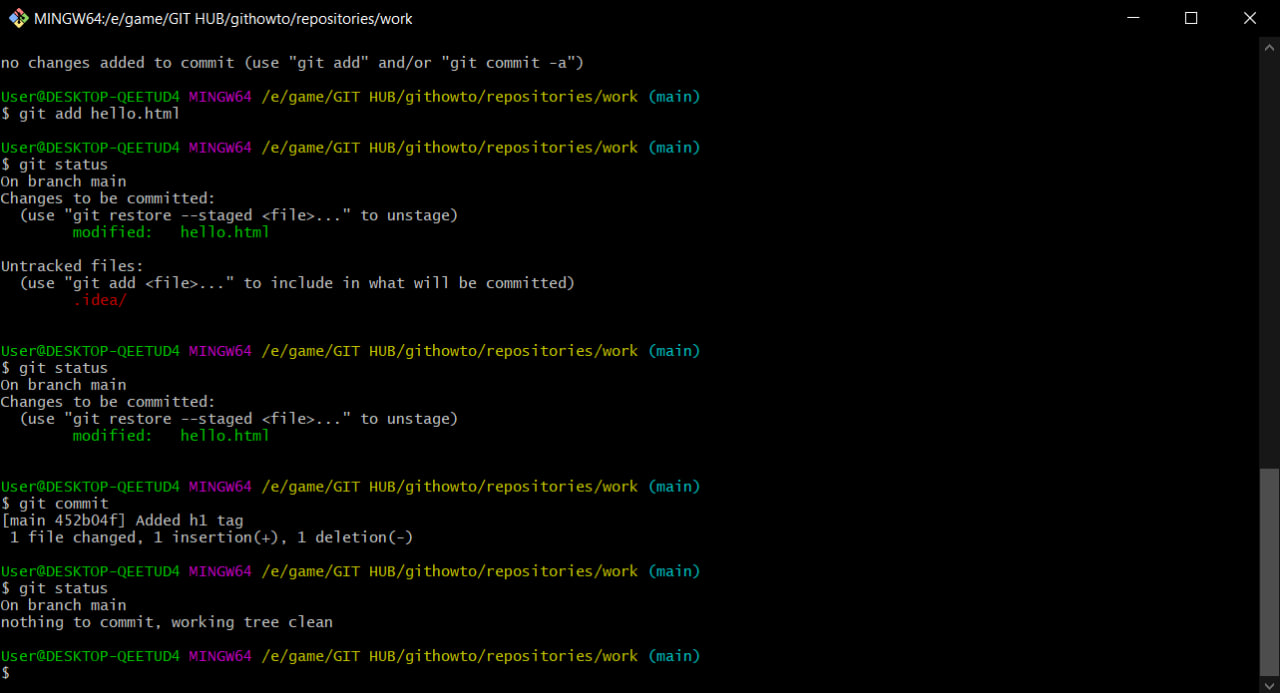 MINGW64:/e/game/GIT HUB/githowto/repositories/work
no changes added to commit (use "git add" and/or "git commit -a")
User@DESKTOP-QEETUD4 MINGW64 /e/game/GIT HUB/githowto/repositories/work (main)
$ git add hello.html
User@DESKTOP-QEETUD4 MINGW64 /e/game/GIT HUB/githowto/repositories/work (main)
$ git status
On branch main
Changes to be committed:
  (use "git restore --staged <file>..." to unstage)
        modified:   hello.html
Untracked files:
  (use "git add <file>..." to include in what will be committed)
        .idea/
User@DESKTOP-QEETUD4 MINGW64 /e/game/GIT HUB/githowto/repositories/work (main)
$ git status
On branch main
Changes to be committed:
  (use "git restore --staged <file>..." to unstage)
        modified:   hello.html
User@DESKTOP-QEETUD4 MINGW64 /e/game/GIT HUB/githowto/repositories/work (main)
$ git commit
[main 452b04f] Added h1 tag
 1 file changed, 1 insertion(+), 1 deletion(-)
User@DESKTOP-QEETUD4 MINGW64 /e/game/GIT HUB/githowto/repositories/work (main)
$ git status
On branch main
nothing to commit, working tree clean
User@DESKTOP-QEETUD4 MINGW64 /e/game/GIT HUB/githowto/repositories/work (main)
$